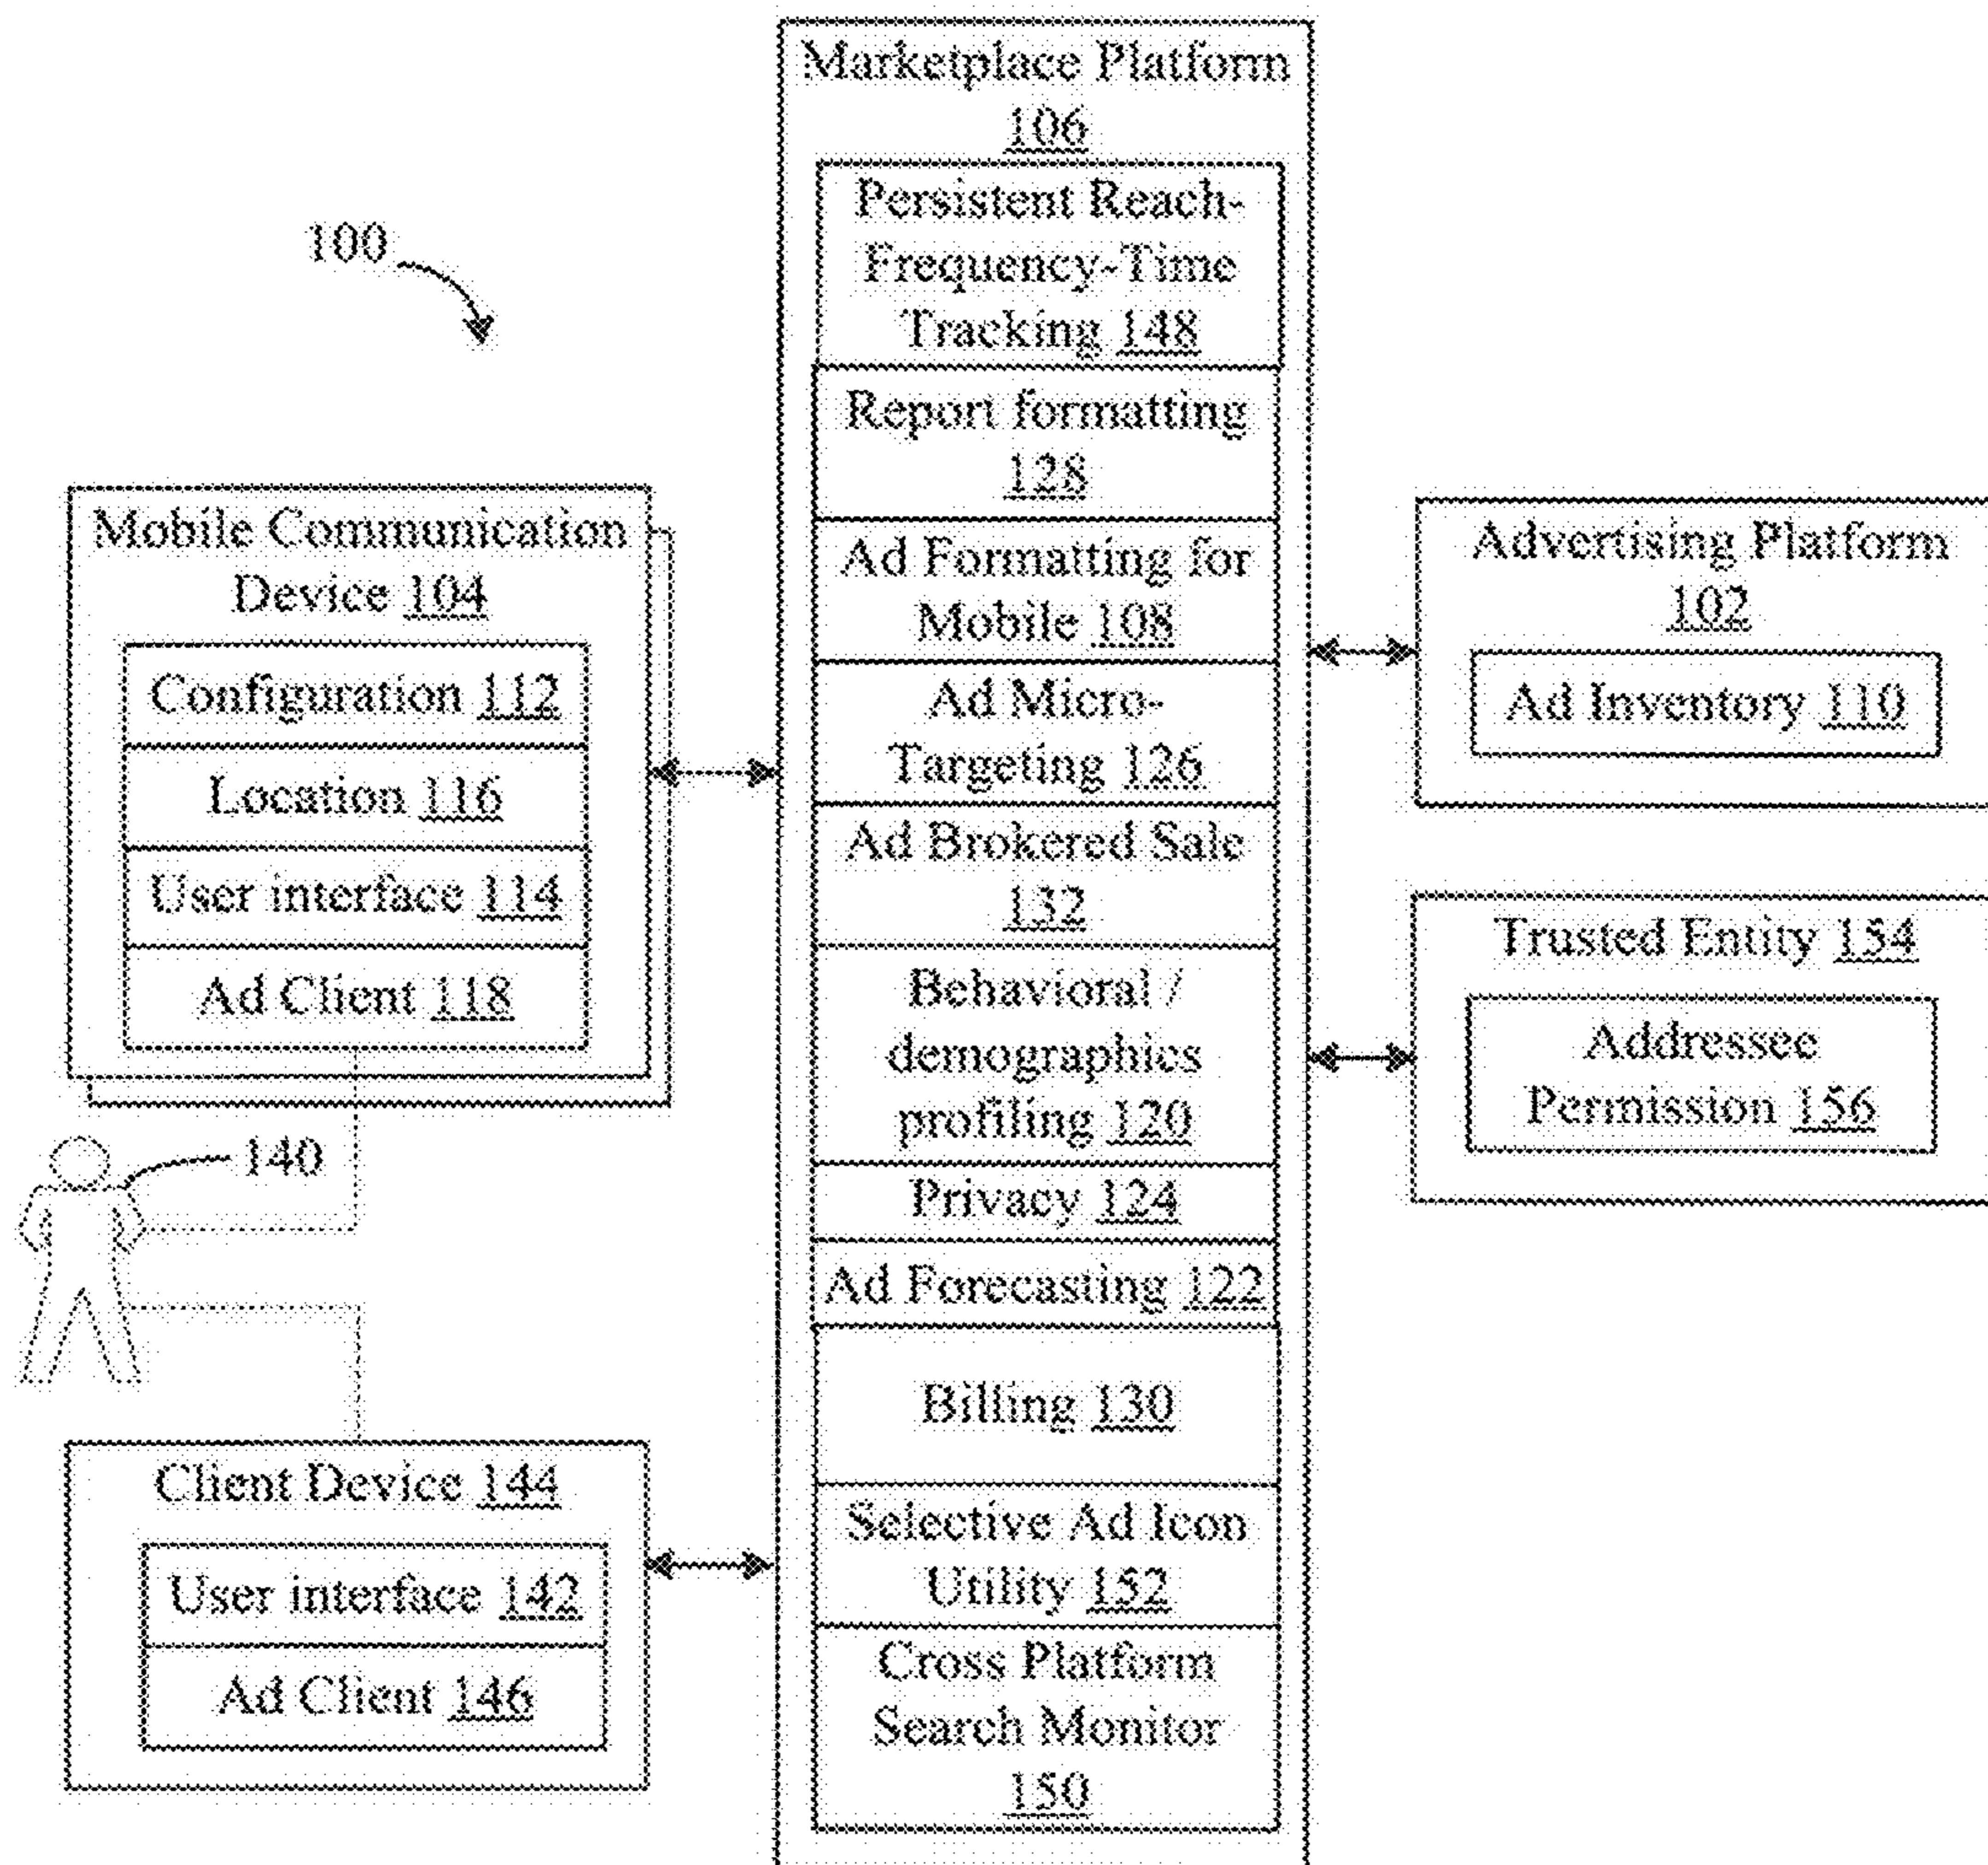 100
Mobile Communication
Device 104
Configuration 112
Location 116
User interface 114
Ad Client 118
140
Client Device 144
User interface 142
Ad Client 146
Marketplace Platform
106
Persistent Reach-
Frequency-Time
Tracking 148
Report formatting
128
Ad Formatting for
Mobile 108
Ad Micro-
Targeting 126
Ad Brokered Sale
132
Behavioral /
demographics
profiling 120
Privacy 124
Ad Forecasting 122
Billing 130
Selective Ad Icon
Utility 152
Cross Platform
Search Monitor
150
Advertising Platform
102
Ad Inventory 110
Trusted Entity 154
Addressee
Permission 156